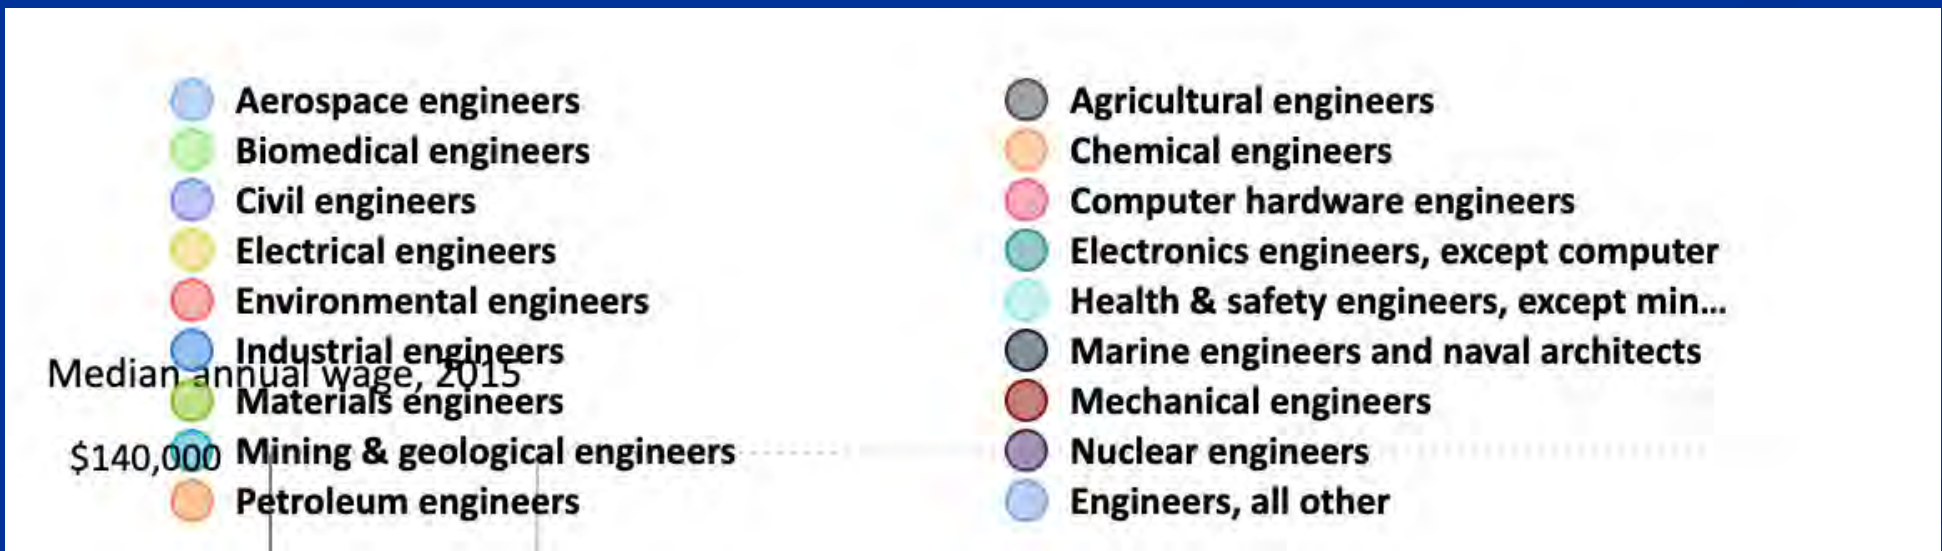 Aerospace engineers
Agricultural engineers
Biomedical engineers
Chemical engineers
Civil engineers
Computer hardware engineers
Electrical engineers
Electronics engineers, except computer
Environmental engineers
Health & safety engineers, except min...
Industrial engineers
Marine engineers and naval architects
Median annual wage, 2015
Materials engineers
Mechanical engineers
$140,000
Mining & geological engineers
Nuclear engineers
Petroleum engineers
Engineers, all other